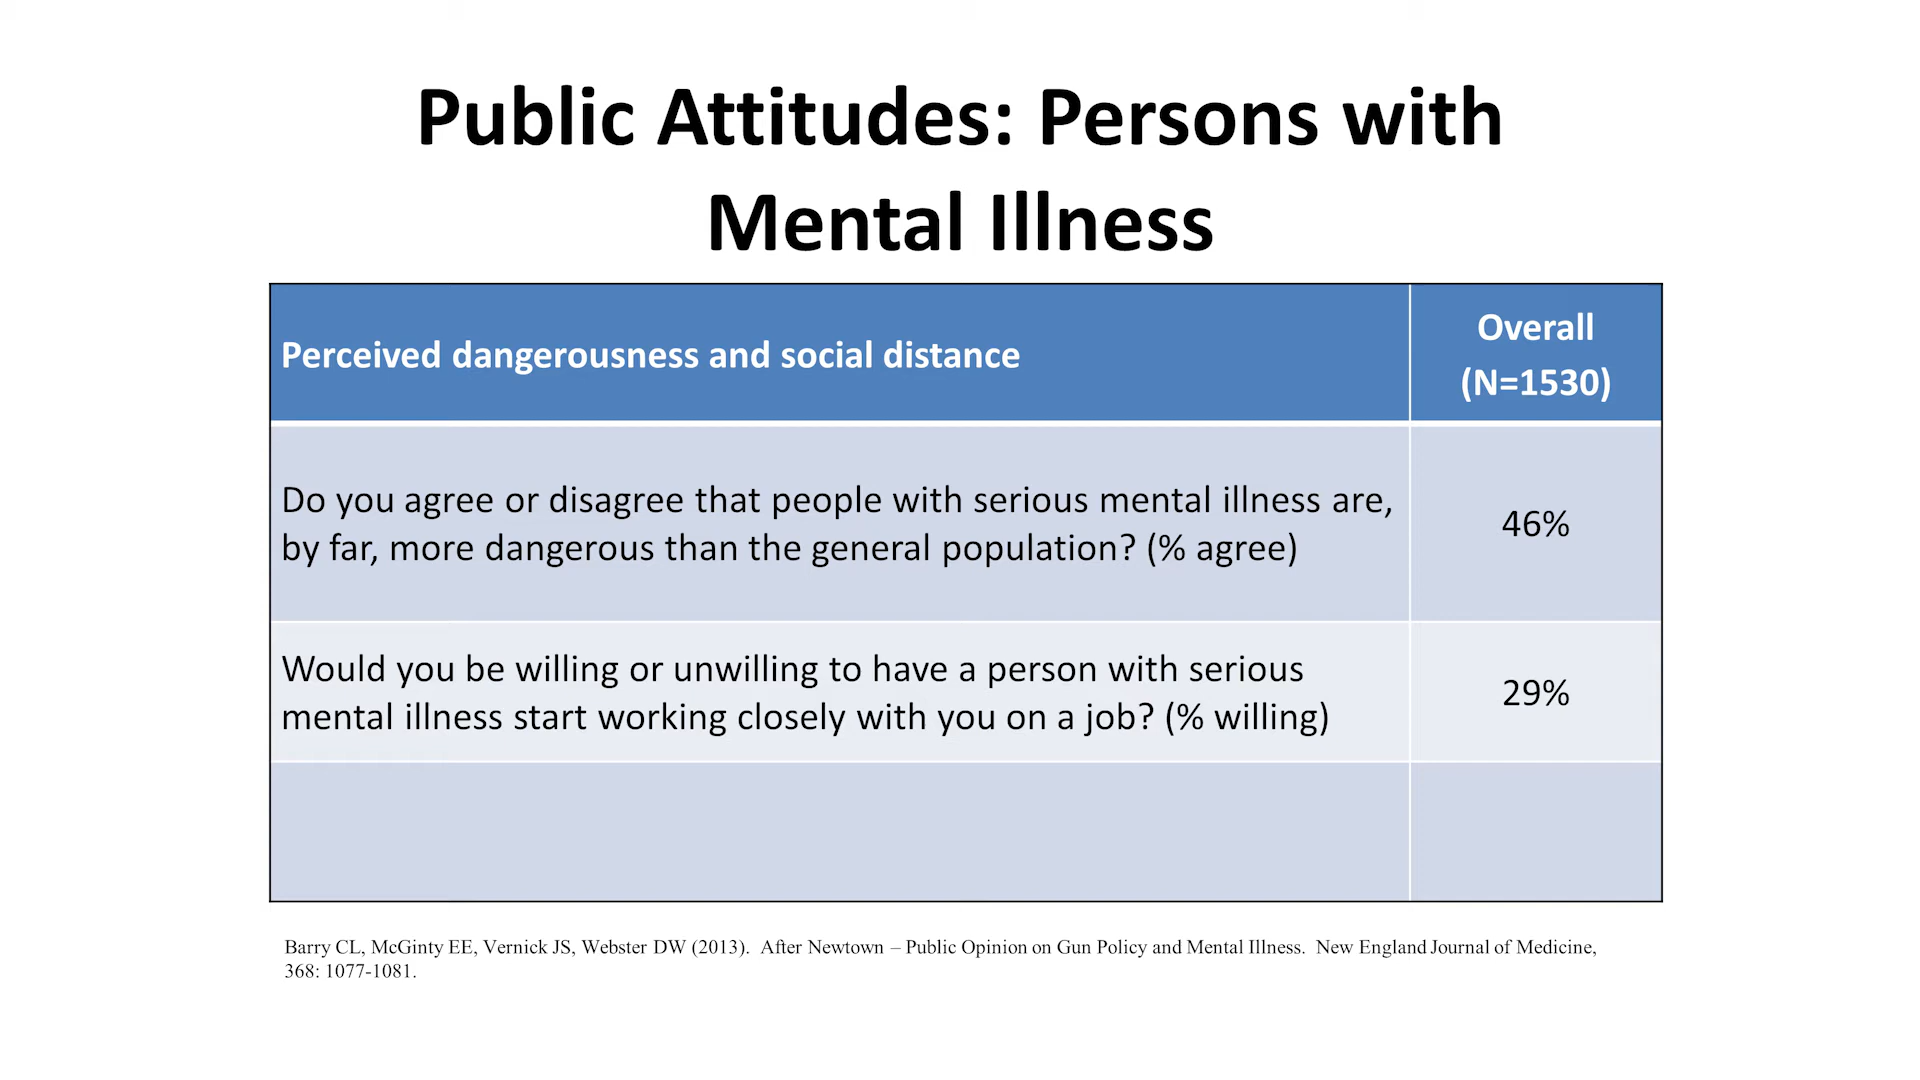 Public Attitudes: Persons with
Mental Illness
Perceived dangerousness and social distance
Overall
(N=1530)
Do you agree or disagree that people with serious mental illness are,
by far, more dangerous than the general population? (% agree)
46%
Would you be willing or unwilling to have a person with serious
mental illness start working closely with you on a job? (% willing)
29%
Barry CL, McGinty EE, Vernick JS, Webster DW (2013).  After Newtown – Public Opinion on Gun Policy and Mental Illness.  New England Journal of Medicine,
368: 1077-1081.